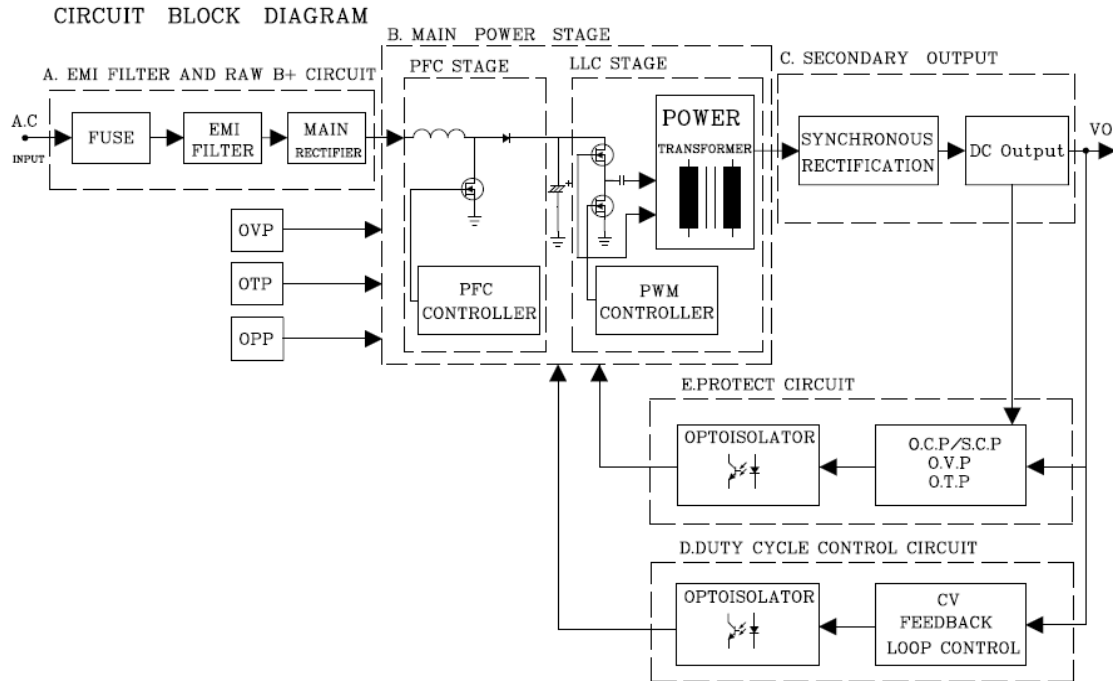 CIRCUIT BLOCK DIAGRAM
B. MAIN POWER STAGE
A. EMI FILTER AND RAW B+ CIRCUIT
PFC STAGE
LLC STAGE
C. SECONDARY OUTPUT
A.C
INPUT
FUSE
EMI
FILTER
MAIN
RECTIFIER
+
POWER
TRANSFORMER
SYNCHRONOUS
RECTIFICATION
DC Output
VO
OVP
OTP
OPP
PFC
CONTROLLER
PWM
CONTROLLER
E.PROTECT CIRCUIT
OPTOISOLATOR
O.C.P/S.C.P
O.V.P
O.T.P
D.DUTY CYCLE CONTROL CIRCUIT
OPTOISOLATOR
CV
FEEDBACK
LOOP CONTROL